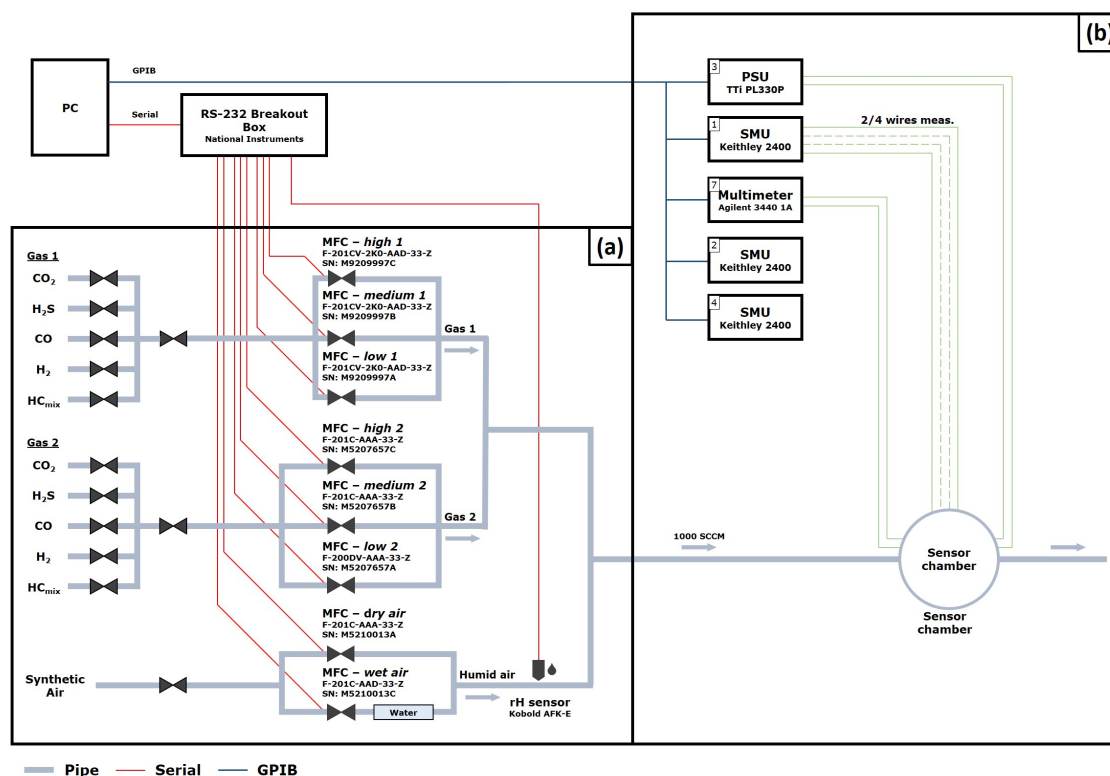 (b)
PC
GPIB
Serial
RS-232 Breakout
Box
National Instruments
3
PSU
TTi PL330P
1
SMU
Keithley 2400
2/4 wires meas.
7
Multimeter
Agilent 3440 1A
2
SMU
Keithley 2400
4
SMU
Keithley 2400
(a)
Gas 1
CO₂
H₂S
CO
H₂
HCmix
MFC – high 1
F-201CV-2K0-AAD-33-Z
SN: M9209997C
MFC – medium 1
F-201CV-2K0-AAD-33-Z
SN: M9209997B
MFC – low 1
F-201CV-2K0-AAD-33-Z
SN: M9209997A
Gas 1
Gas 2
CO₂
H₂S
CO
H₂
HCmix
MFC – high 2
F-201C-AAA-33-Z
SN: M5207657C
MFC – medium 2
F-201C-AAA-33-Z
SN: M5207657B
MFC – low 2
F-200DV-AAA-33-Z
SN: M5207657A
Gas 2
1000 SCCM
Sensor
chamber
Sensor
chamber
Synthetic
Air
MFC – dry air
F-201C-AAA-33-Z
SN: M5210013A
MFC – wet air
F-201C-AAD-33-Z
SN: M5210013C
Water
Humid air
rH sensor
Kobold AFK-E
Pipe
Serial
GPIB